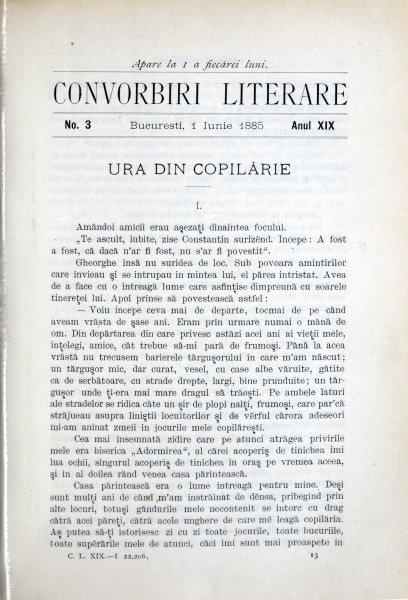 Apare la 1 a fiecărei luni.
CONVORBIRI LITERARE
No. 3 Bucuresti, 1 Iunie 1885 Anul XIX
URA DIN COPILĂRIE
I.
Amândoi amicii erau aşezaţi dinaintea focului.
„Te ascult, iubite, zise Constantin surizênd. Incepe: A fost
a fost, că dacă n'ar fi fost, nu s'ar fi povestit“.
Gheorghe insă nu suridea de loc. Sub povoara amintirilor
care inviau şi se intrupau in mintea lui, el părea intristat. Avea
de a face cu o intreagă lume care asfinţise dimpreună cu soarele
tinereţei lui. Apoi prinse să povestească astfel:
— Voiu incepe ceva mai de departe, tocmai de pe când
aveam vrâsta de şase ani. Eram prin urmare numai o mână de
om. Din depărtarea din care privesc astăzi acei ani ai vieţii mele,
inţelegi, amice, cât trebue să-mi pară de frumoşi. Până la acea
vrâstă nu trecusem barierele târguşorului in care m'am născut;
un târguşor mic, dar curat, vesel, cu case albe văruite, gătite
ca de serbătoare, cu strade drepte, largi, bine prunduite; un târ-
guşor unde ţi-era mai mare dragul să trăeşti. Pe ambele laturi
ale stradelor se ridica câte un şir de plopi nalţi, frumoşi, care par'că
străjueau asupra liniştii locuitorilor şi de vêrful cărora adeseori
mi-am aninat zmeii in jocurile mele copilăreşti.
Cea mai insemnată zidire care pe atunci atrăgea privirile
mele era biserica „Adormirea“, al cărei acoperiş de tinichea imi
lua ochii, singurul acoperiş de tinichea in oraş pe vremea aceea,
şi in al doilea rând venea casa părintească.
Casa părintească era o lume intreagă pentru mine. Deşi
sunt mulţi ani de când m'am instrăinat de dênsa, pribegind prin
alte locuri, totuşi gândurile mele necontenit se intorc cu drag
cătră acei păreţi, cătră acele unghere de care mě leagă copilăria.
Aş putea să-ţi istorisesc zi cu zi toate jocurile, toate bucuriile,
toate supěrările mele de atunci, căci imi sunt mai proaspete in
C. L. XIX.—I 22,206. 13